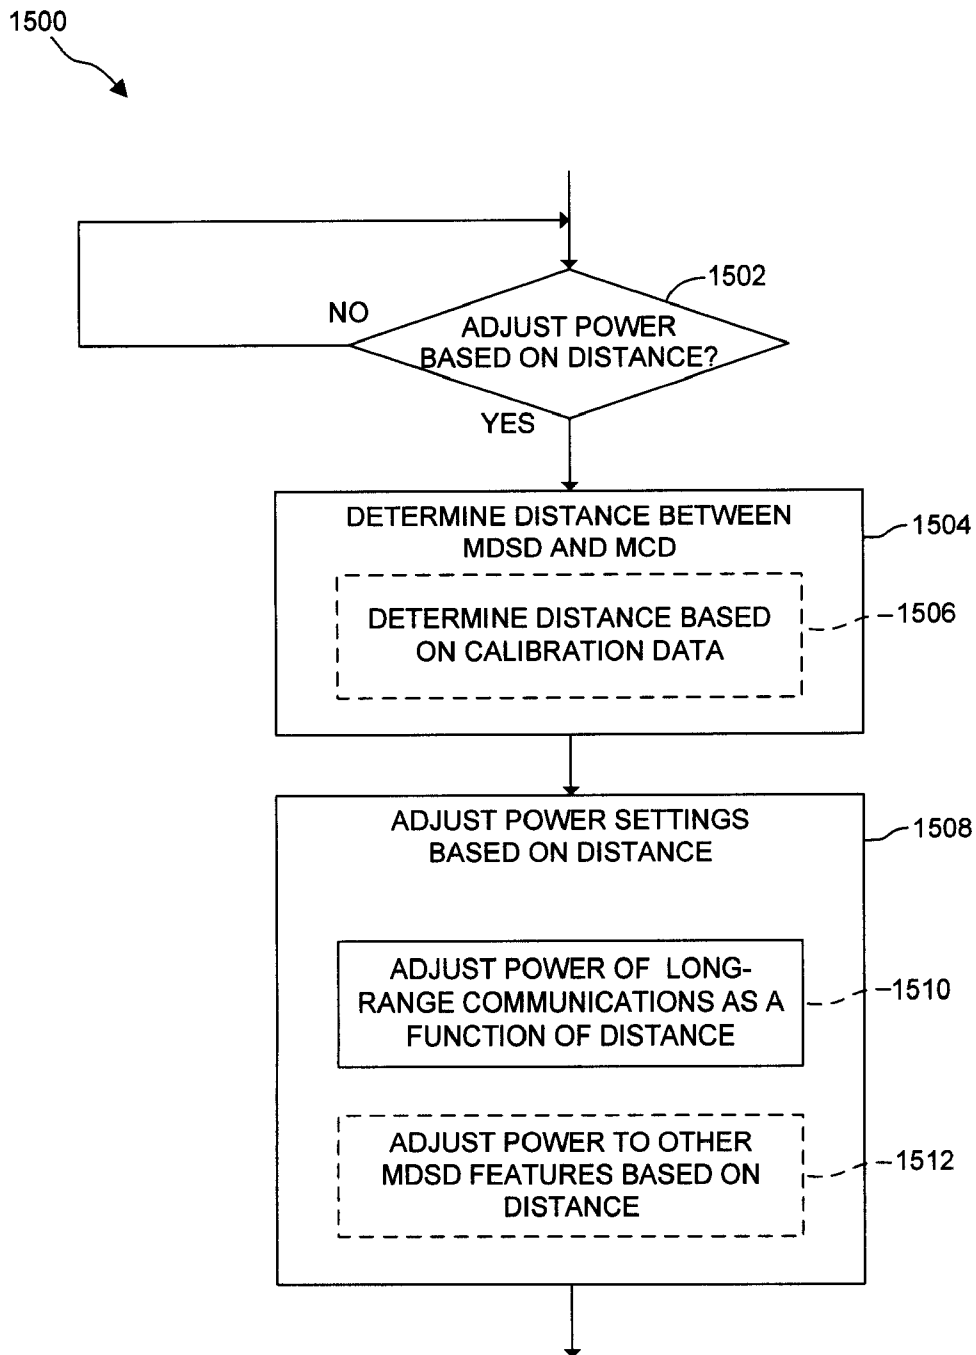 1500
1502
NO
ADJUST POWER
BASED ON DISTANCE?
YES
DETERMINE DISTANCE BETWEEN
MDSD AND MCD
1504
DETERMINE DISTANCE BASED
ON CALIBRATION DATA
1506
ADJUST POWER SETTINGS
BASED ON DISTANCE
1508
ADJUST POWER OF LONG-
RANGE COMMUNICATIONS AS A
FUNCTION OF DISTANCE
1510
ADJUST POWER TO OTHER
MDSD FEATURES BASED ON
DISTANCE
1512